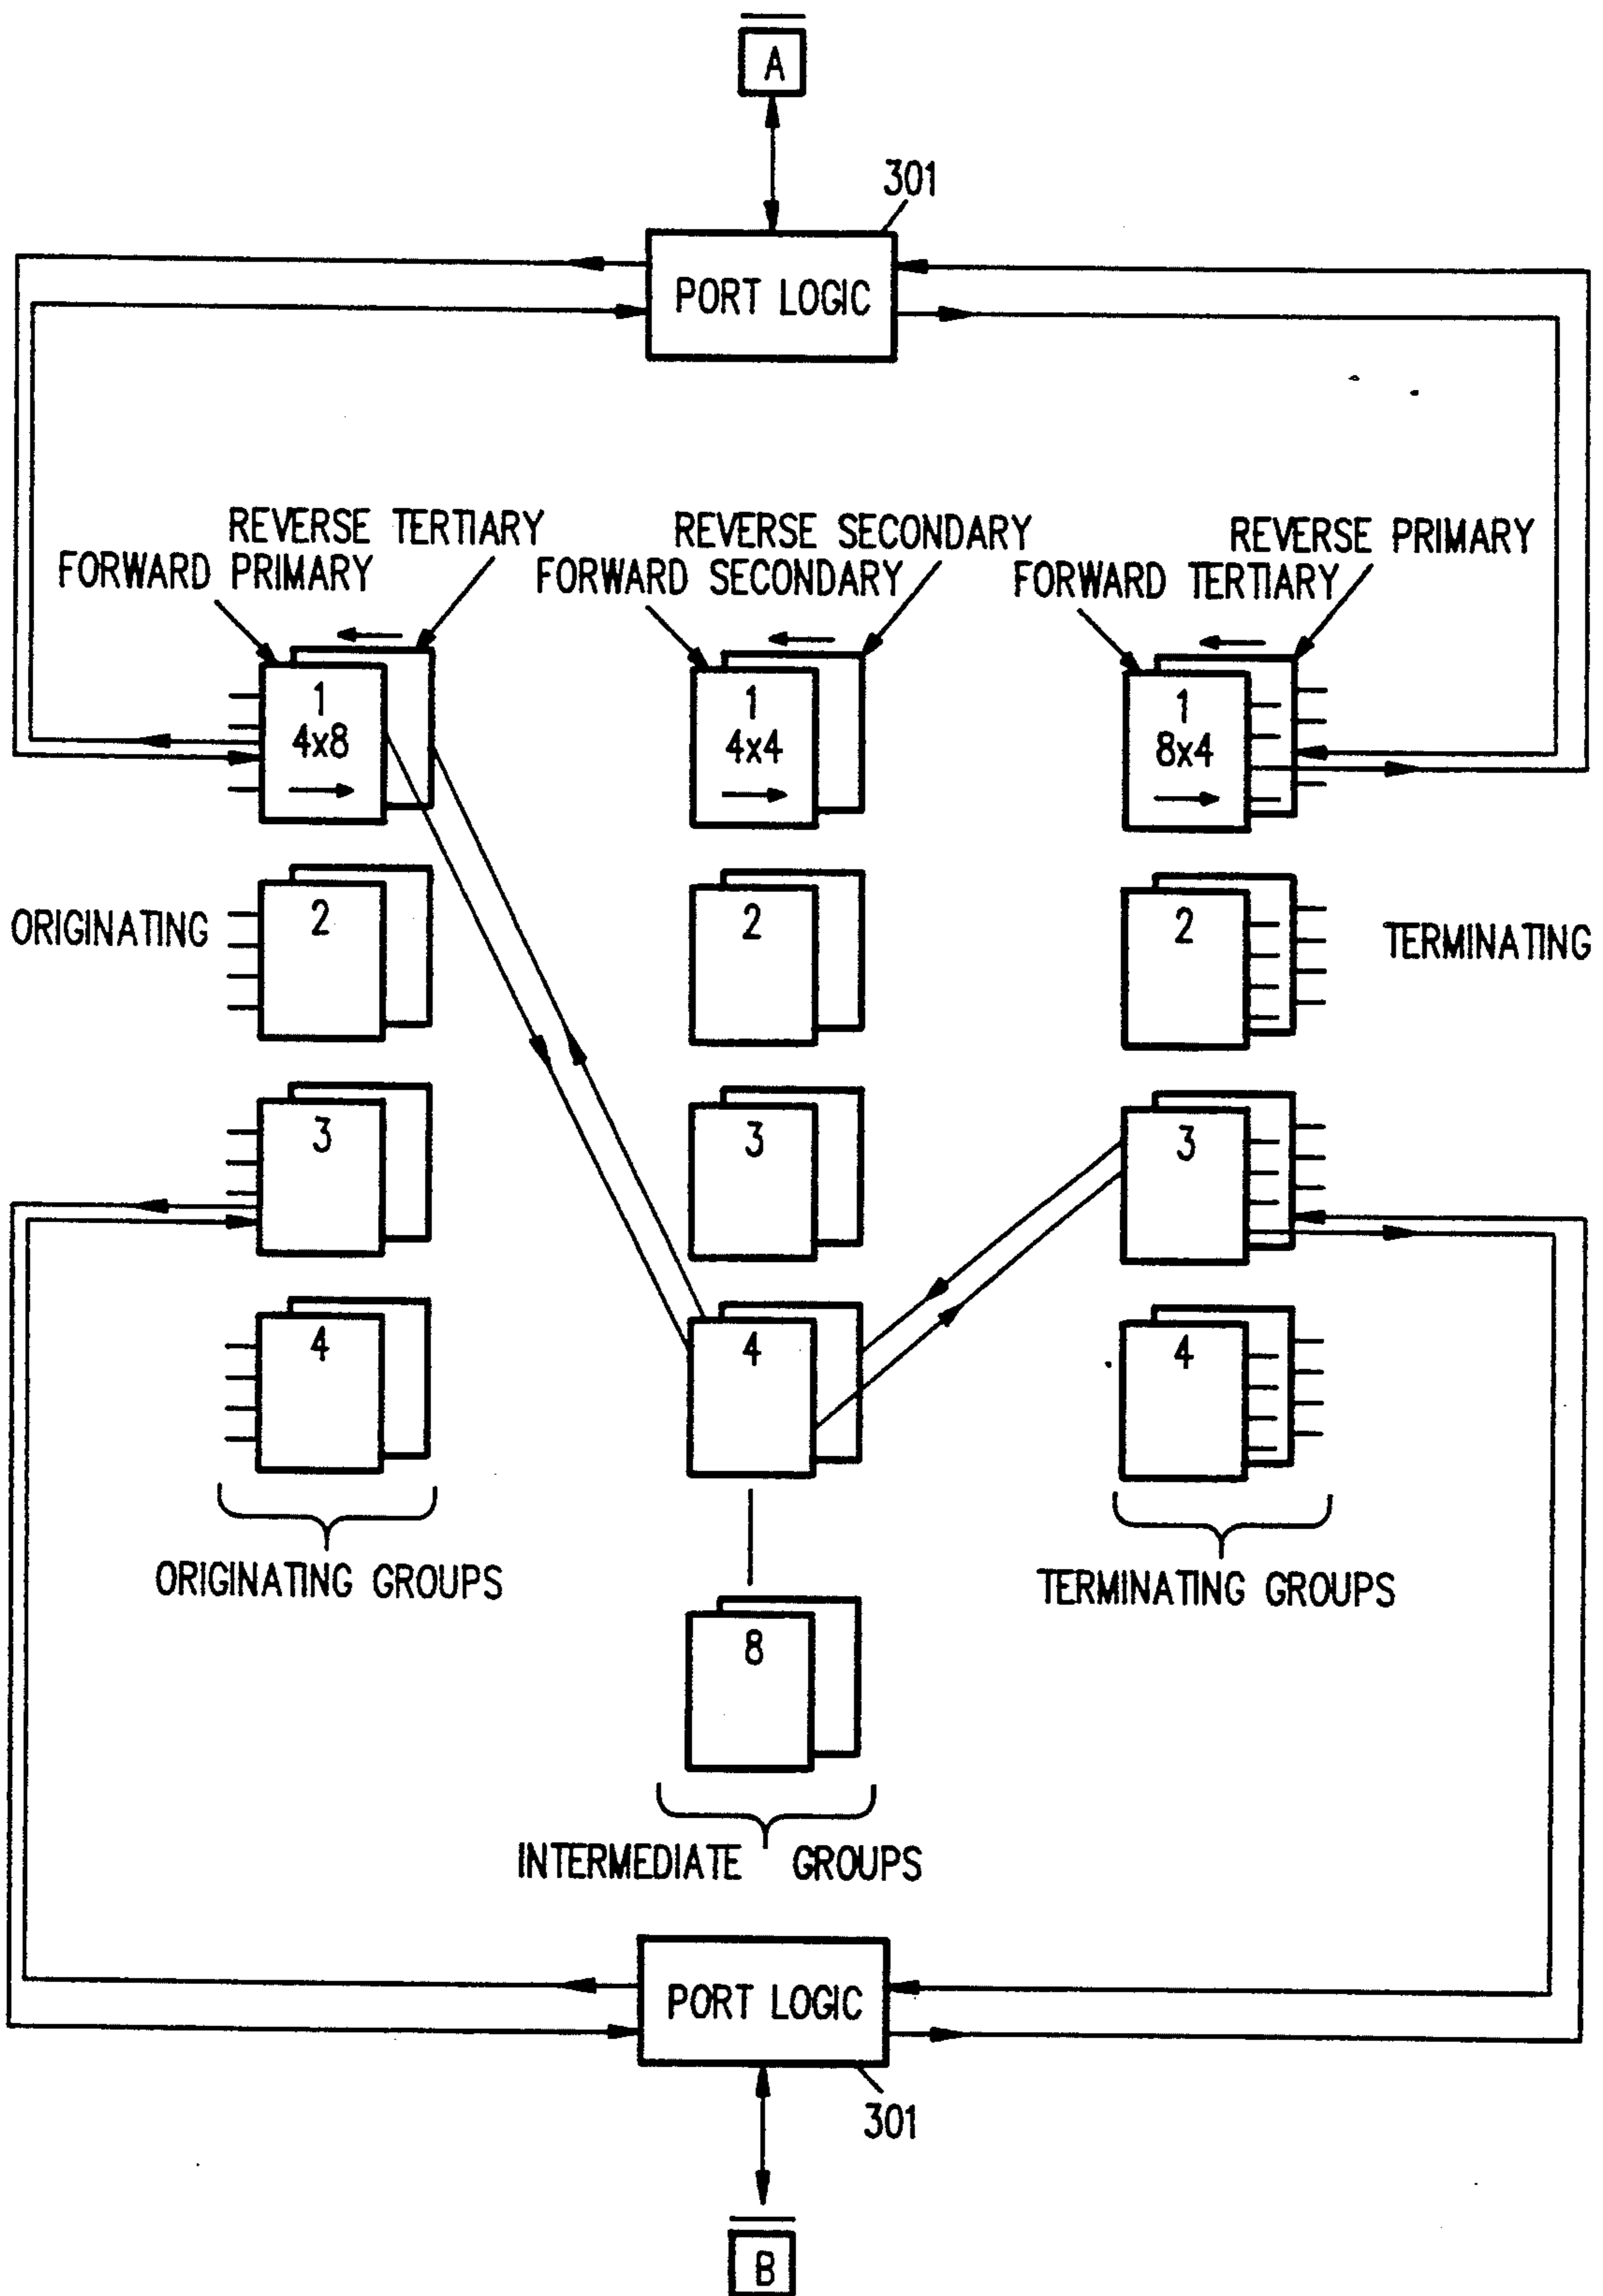 A
301
PORT LOGIC
REVERSE TERTIARY
FORWARD PRIMARY
REVERSE SECONDARY
FORWARD SECONDARY
REVERSE PRIMARY
FORWARD TERTIARY
1
4x8
1
4x4
1
8x4
ORIGINATING
2
2
2
TERMINATING
3
3
3
4
4
4
ORIGINATING GROUPS
TERMINATING GROUPS
8
INTERMEDIATE GROUPS
PORT LOGIC
301
B